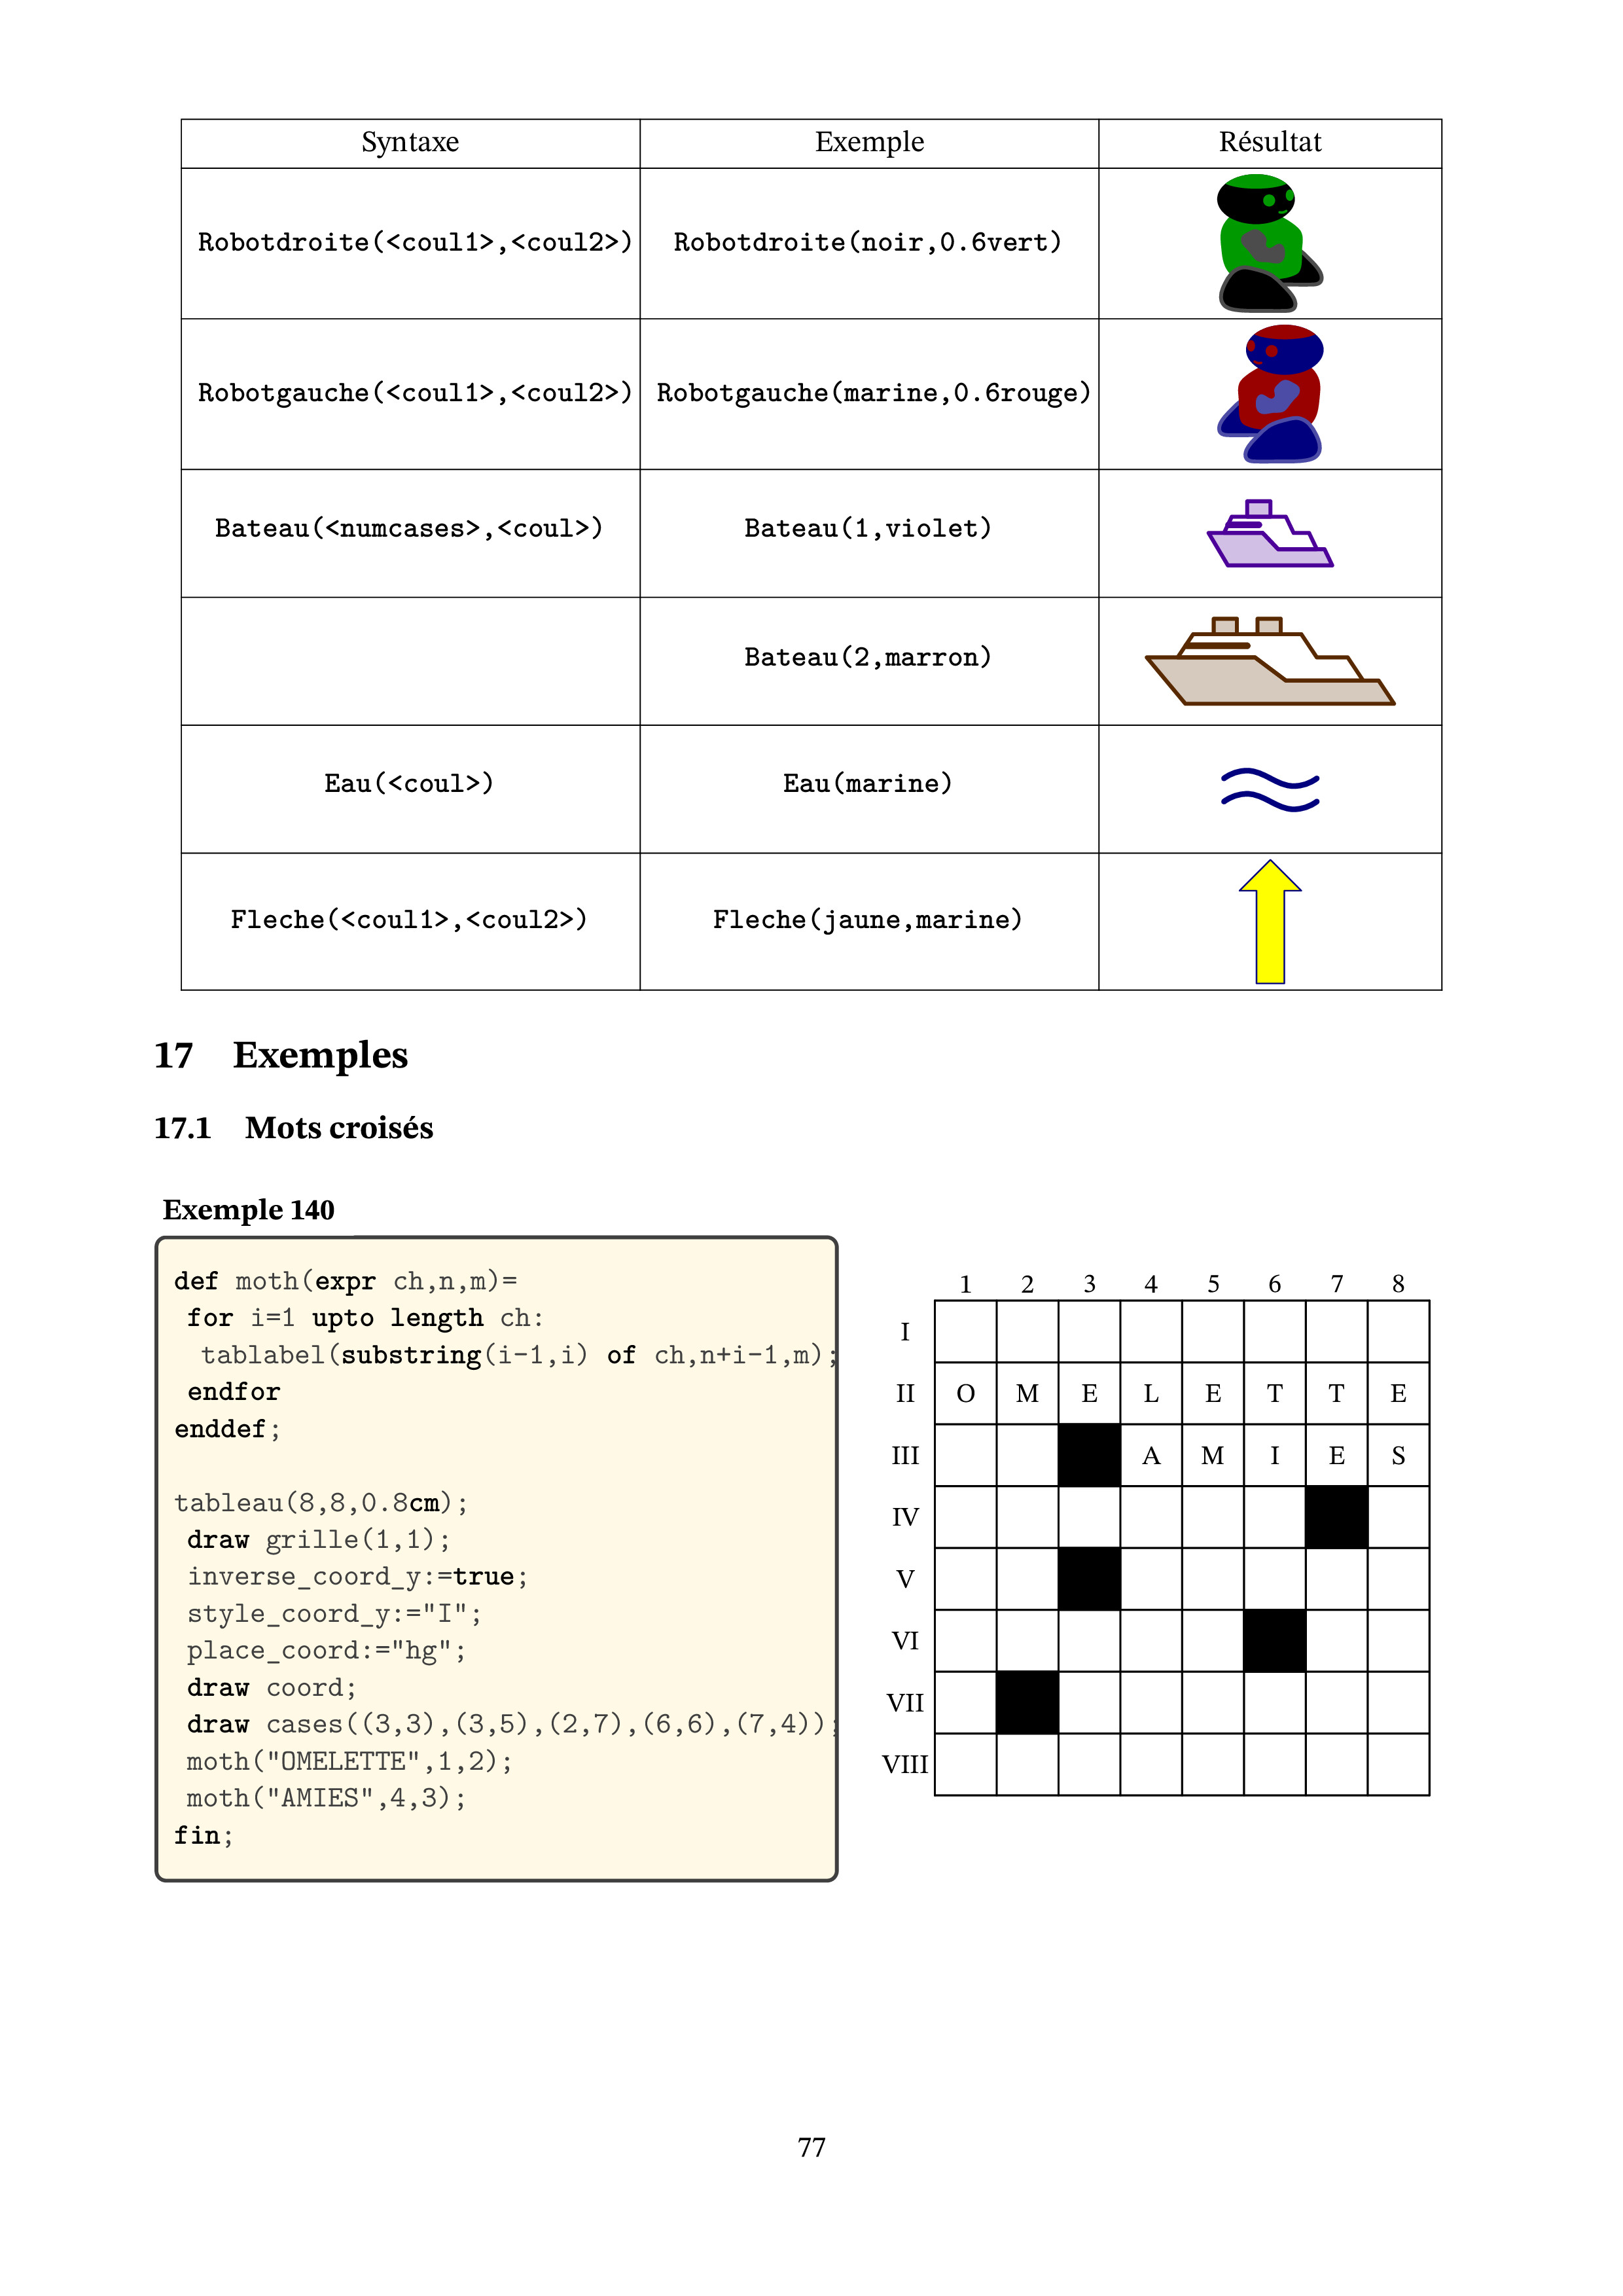 Syntaxe Exemple Résultat
Robotdroite(<coul1>,<coul2>) Robotdroite(noir,0.6vert)
Robotgauche(<coul1>,<coul2>) Robotgauche(marine,0.6rouge)
Bateau(<numcases>,<coul>) Bateau(1,violet)
Bateau(2,marron)
Eau(<coul>) Eau(marine)
Fleche(<coul1>,<coul2>) Fleche(jaune,marine)
17 Exemples
17.1 Mots croisés
Exemple 140
def moth(expr ch,n,m)=
for i=1 upto length ch:
tablabel(substring(i-1,i) of ch,n+i-1,m);
endfor
enddef;
tableau(8,8,0.8cm);
draw grille(1,1);
inverse_coord_y:=true;
style_coord_y:="I";
place_coord:="hg";
draw coord;
draw cases((3,3),(3,5),(2,7),(6,6),(7,4));
moth("OMELETTE",1,2);
moth("AMIES",4,3);
fin;
1 2 3 4 5 6 7 8
I
II O M E L E T T E
III A M I E S
IV
V
VI
VII
VIII
77